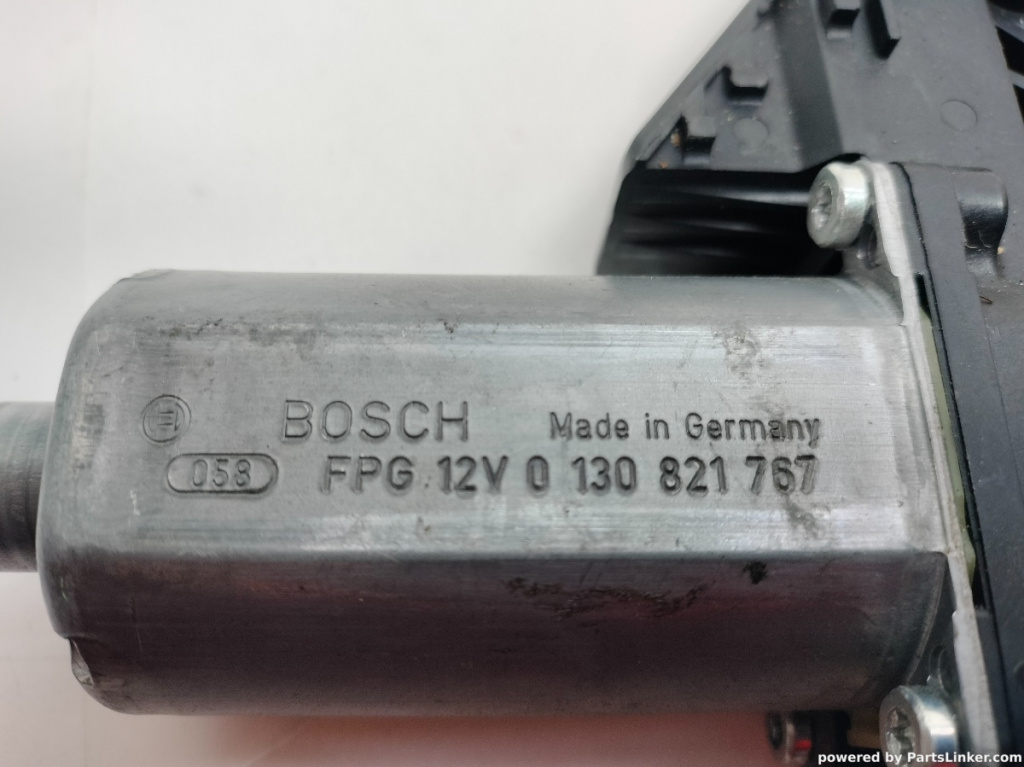 BOSCH Made in Germany
058 FPG 12V 0 130 821 767
powered by PartsLinker.com